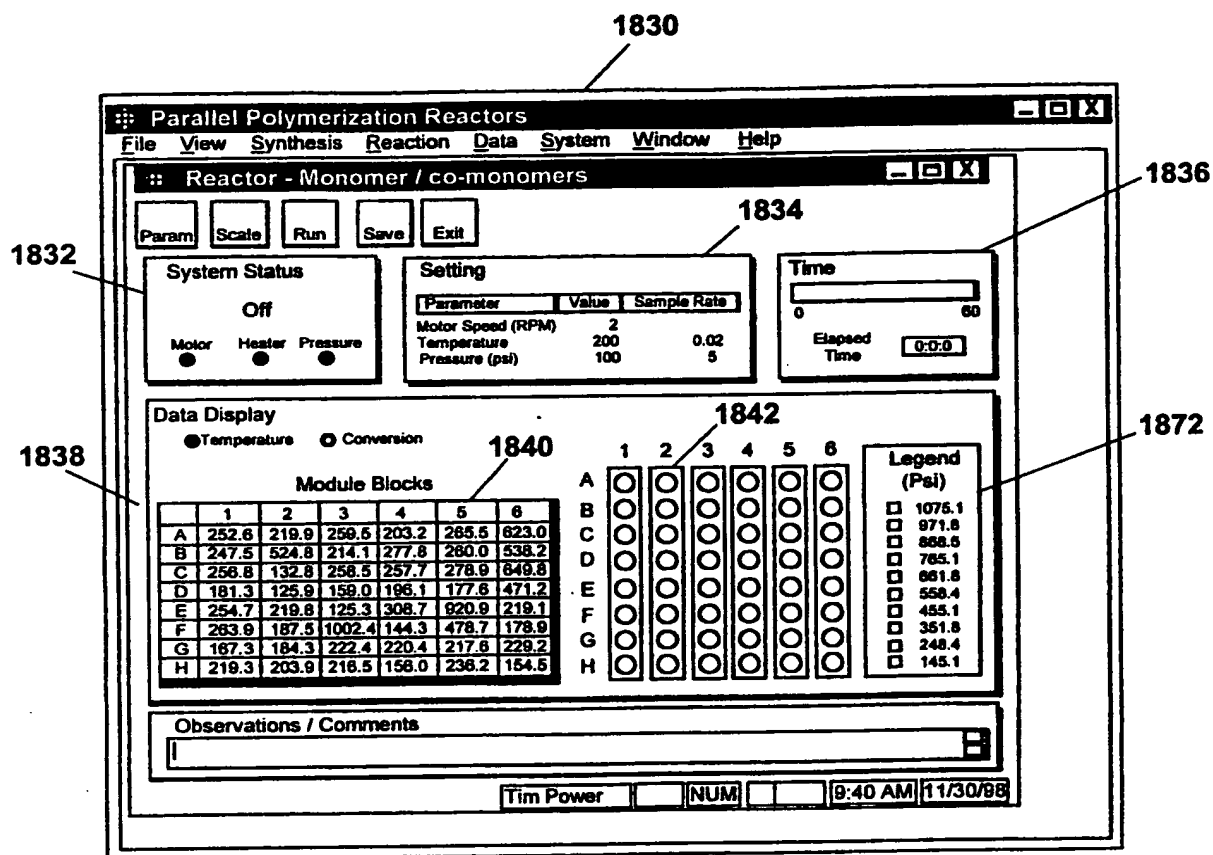 1830
Parallel Polymerization Reactors
File View Synthesis Reaction Data System Window Help
Reactor - Monomer / co-monomers
1836
1834
Param Scale Run Save Exit
1832
System Status
Off
Motor Heater Pressure
Setting
Parameter Value Sample Rate
Motor Speed (RPM) 2
Temperature 200 0.02
Pressure (psi) 100 5
Time
0 60
Elapsed Time 0:0:0
Data Display
Temperature Conversion
1838
1840
1842
1872
Module Blocks
1 2 3 4 5 6
A 252.6 219.9 259.5 203.2 265.5 623.0
B 247.5 524.8 214.1 277.8 260.0 538.2
C 256.8 132.8 258.5 257.7 278.9 649.8
D 181.3 125.9 159.0 196.1 177.6 471.2
E 254.7 219.8 125.3 308.7 920.9 219.1
F 263.9 187.5 1002.4 144.3 478.7 178.9
G 167.3 164.3 222.4 220.4 217.6 229.2
H 219.3 203.9 216.5 156.0 236.2 154.5
1 2 3 4 5 6
A
B
C
D
E
F
G
H
Legend
(Psi)
1075.1
971.8
868.5
765.1
661.8
558.4
455.1
351.8
248.4
145.1
Observations / Comments
Tim Power NUM 9:40 AM 11/30/98